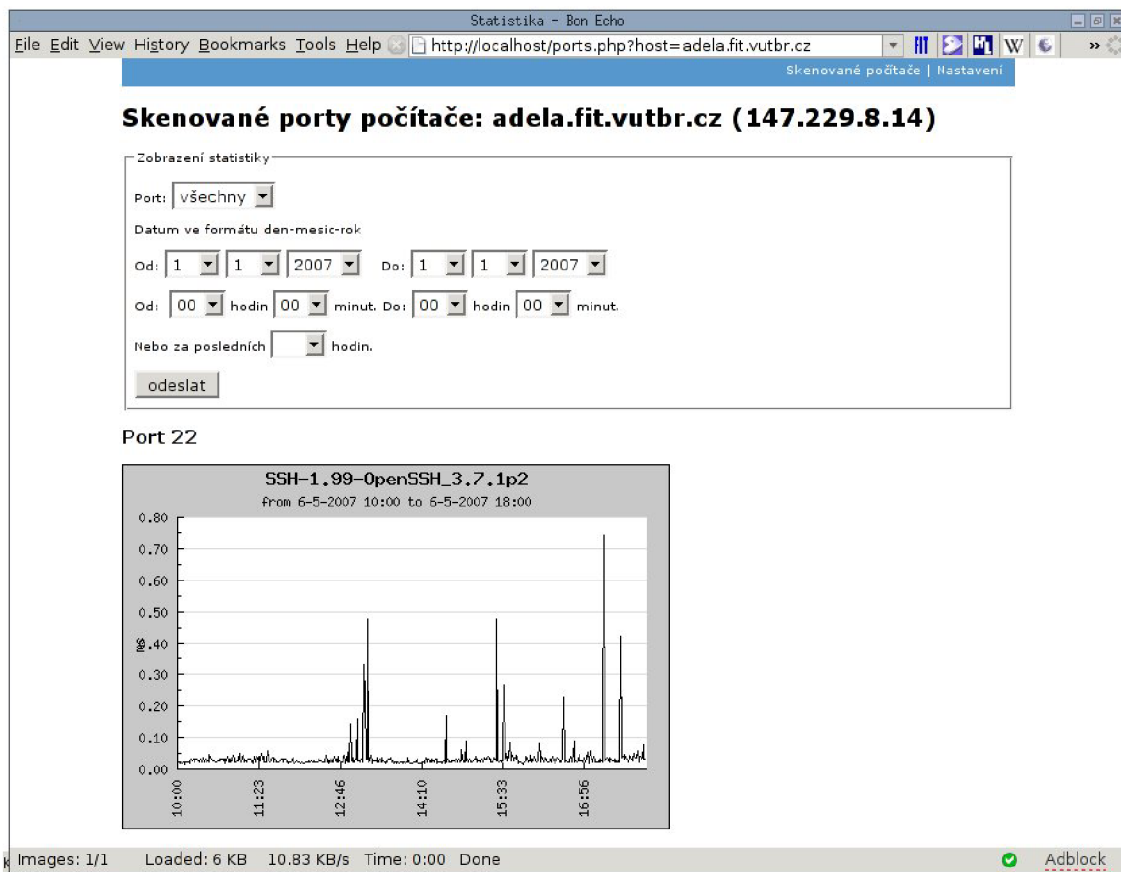 Statistika - Bon Echo
File Edit View History Bookmarks Tools Help http://localhost/ports.php?host=adela.fit.vutbr.cz W »
Skenované počítače | Nastavení
Skenované porty počítače: adela.fit.vutbr.cz (147.229.8.14)
Zobrazení statistiky
Port: všechny
Datum ve formátu den-mesic-rok
Od: 1 1 2007 Do: 1 1 2007
Od: 00 hodin 00 minut. Do: 00 hodin 00 minut.
Nebo za posledních hodin.
odeslat
Port 22
SSH-1.99-OpenSSH_3.7.1p2
from 6-5-2007 10:00 to 6-5-2007 18:00
0.80
0.70
0.60
0.50
0.40
0.30
0.20
0.10
0.00
10:00 11:23 12:46 14:10 15:33 16:56
Images: 1/1 Loaded: 6 KB 10.83 KB/s Time: 0:00 Done Adblock